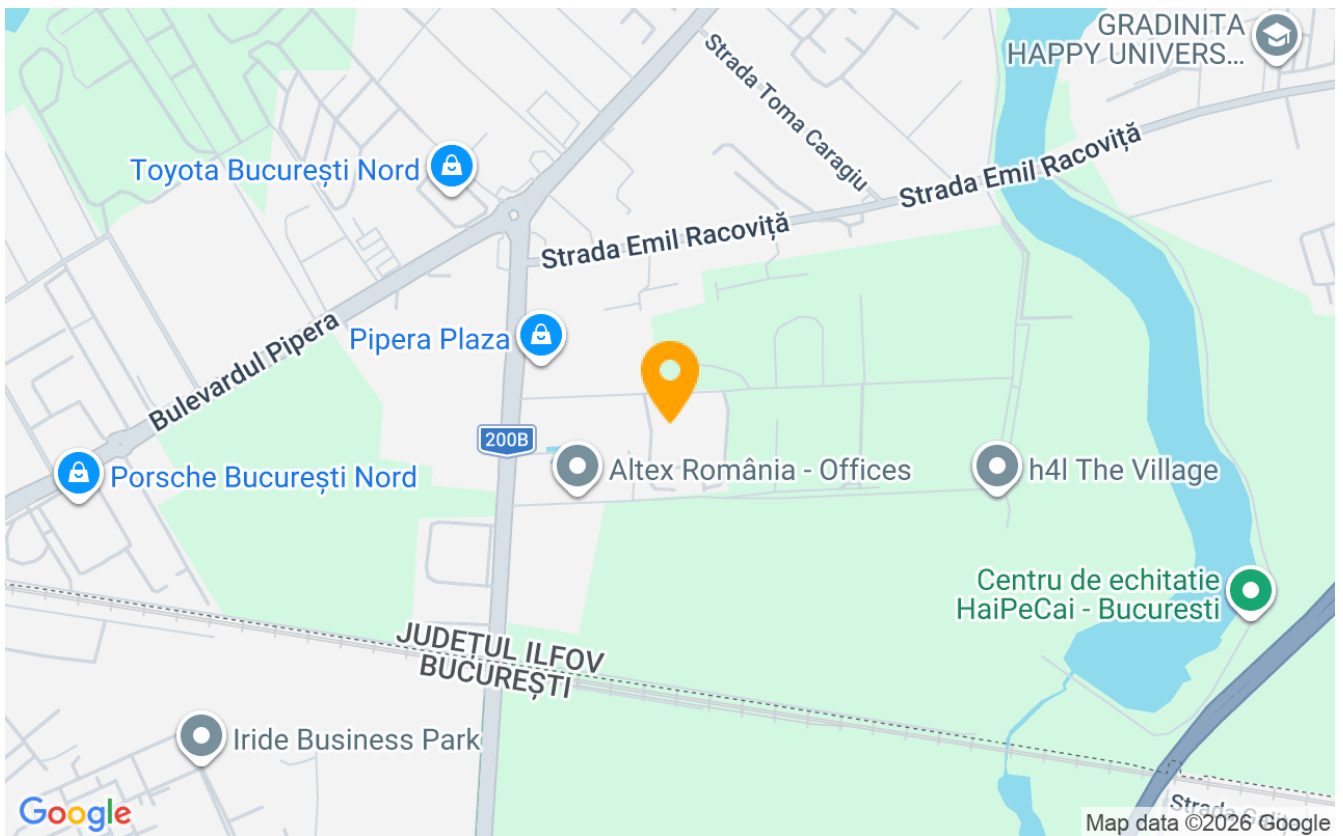 GRADINITA
HAPPY UNIVERS...
Strada Toma Caragiu
Strada Emil Racoviță
Toyota București Nord
Strada Emil Racoviță
Pipera Plaza
Bulevardul Pipera
200B
Altex România - Offices
h4l The Village
Porsche București Nord
Centru de echitatie
HaiPeCai - Bucuresti
JUDEȚUL ILFOV
BUCUREȘTI
Iride Business Park
Strada
Google
Map data ©2026 Google